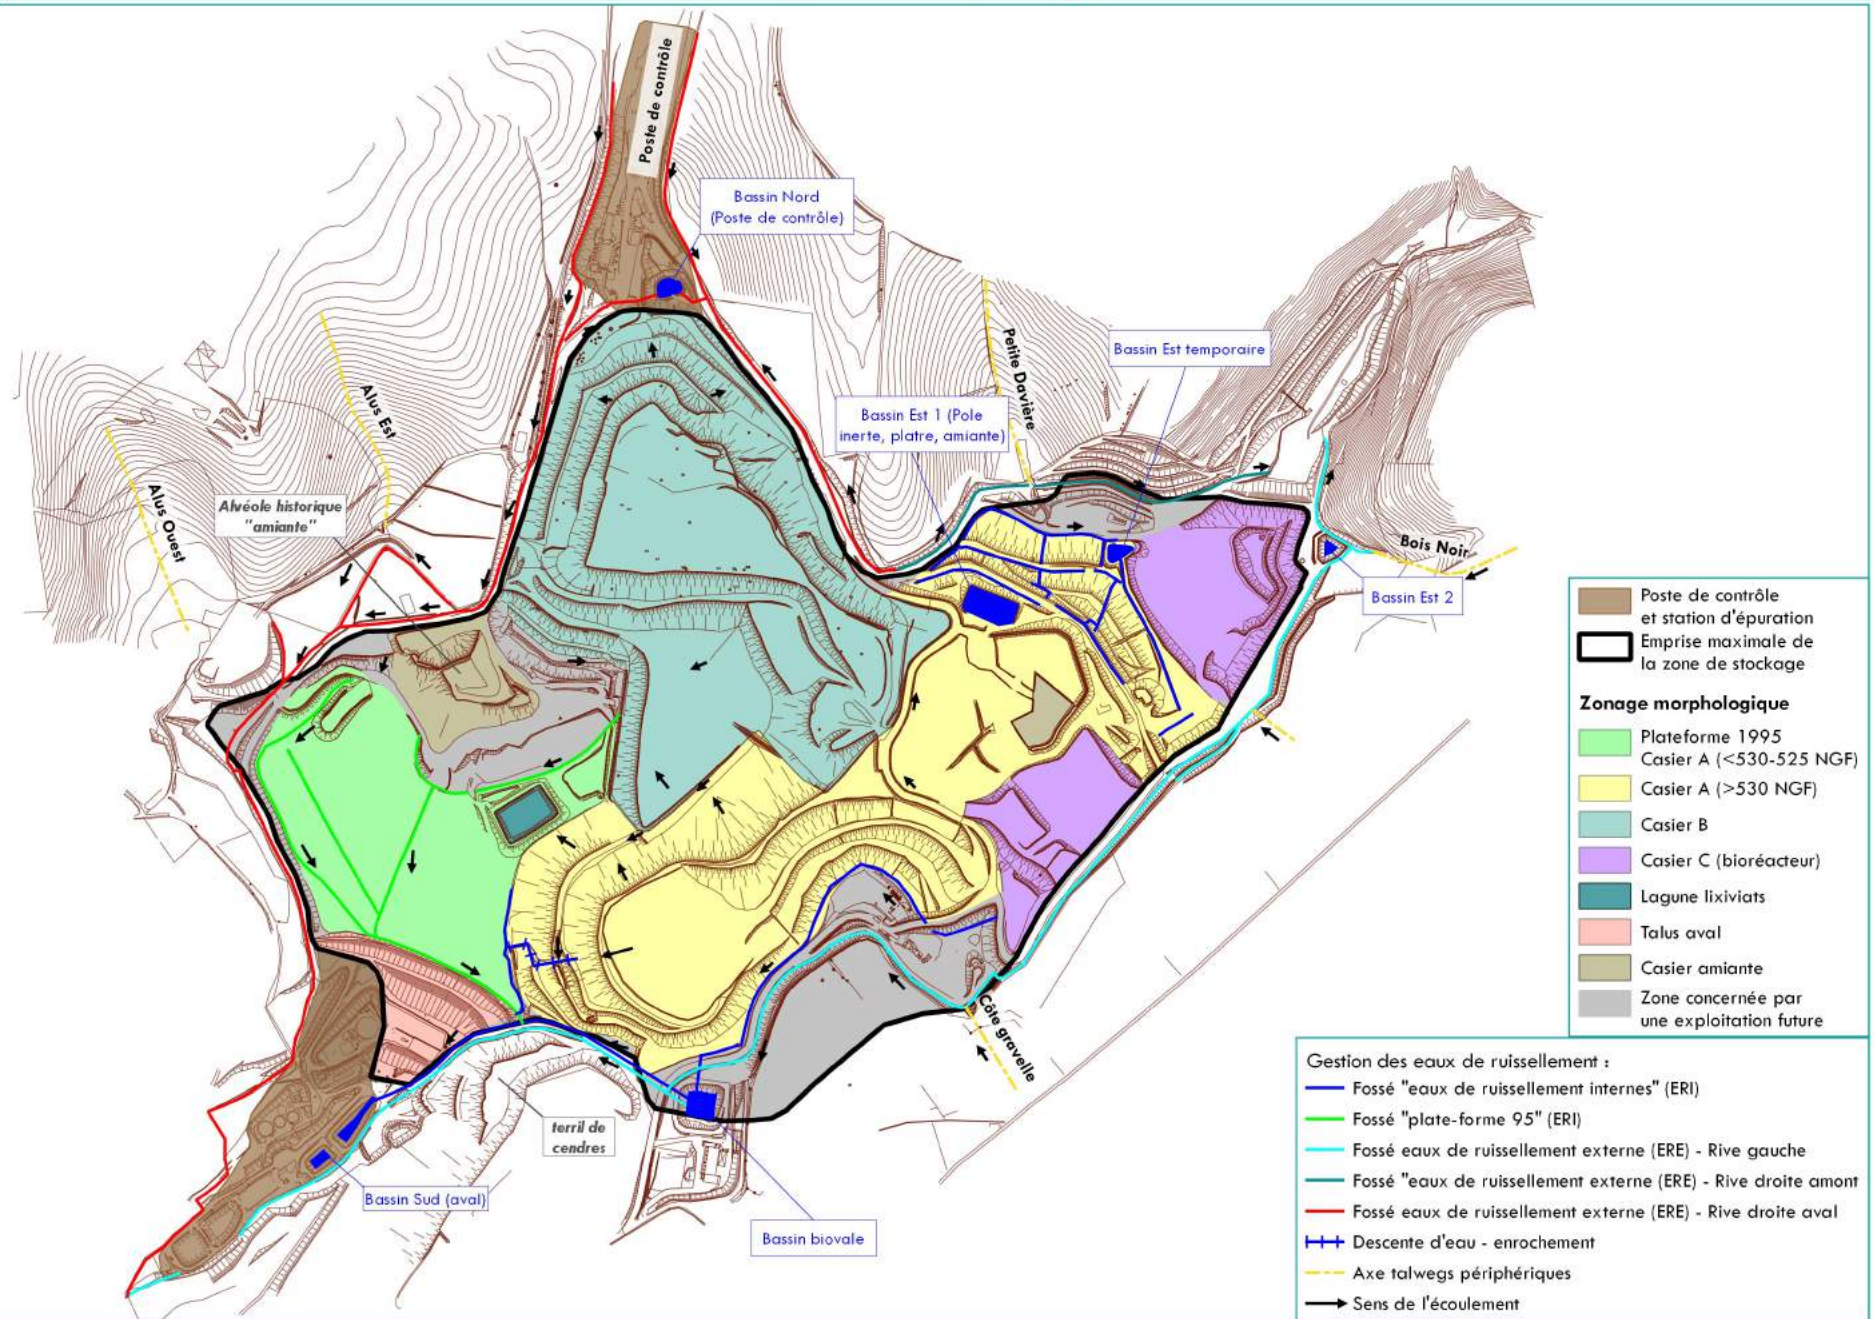 Poste de contrôle
Bassin Nord
(Poste de contrôle)
Petite Davière
Bassin Est temporaire
Alus Est
Bassin Est 1 (Pole
inerte, platre, amiante)
Alus Ouest
Alvéole historique
"amiante"
Bois Noir
Bassin Est 2
Côte gravelle
terril de
cendres
Bassin Sud (aval)
Bassin biovale
Poste de contrôle
et station d'épuration
Emprise maximale de
la zone de stockage
Zonage morphologique
Plateforme 1995
Casier A (<530-525 NGF)
Casier A (>530 NGF)
Casier B
Casier C (bioréacteur)
Lagune lixiviats
Talus aval
Casier amiante
Zone concernée par
une exploitation future
Gestion des eaux de ruissellement :
Fossé "eaux de ruissellement internes" (ERI)
Fossé "plate-forme 95" (ERI)
Fossé eaux de ruissellement externe (ERE) - Rive gauche
Fossé "eaux de ruissellement externe (ERE) - Rive droite amont
Fossé eaux de ruissellement externe (ERE) - Rive droite aval
Descente d'eau - enrochement
Axe talwegs périphériques
Sens de l'écoulement